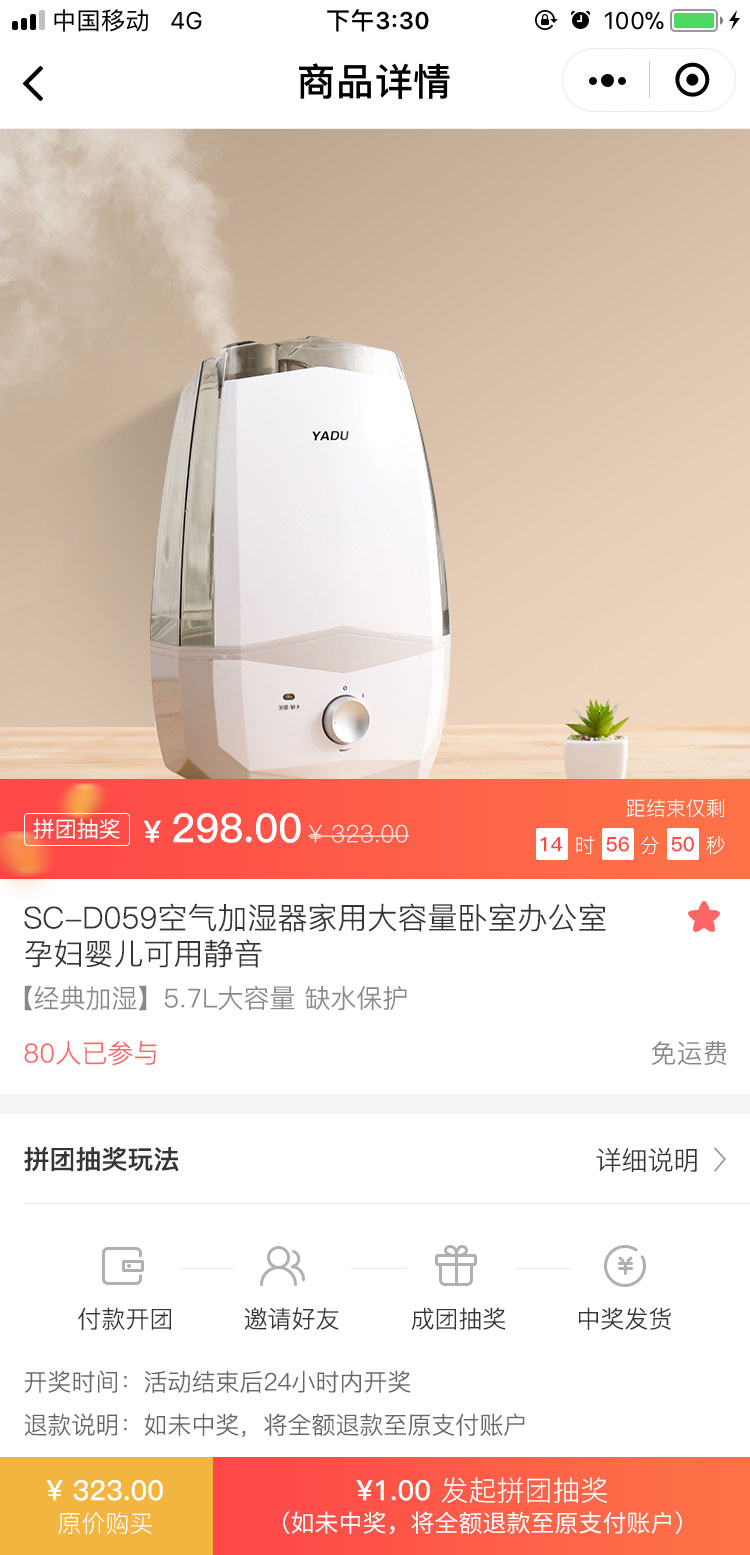 中国移动 4G 下午3:30 100%
商品详情
YADU
拼团抽奖 ¥ 298.00 ¥ 323.00
距结束仅剩
14 时 56 分 50 秒
SC-D059空气加湿器家用大容量卧室办公室
孕妇婴儿可用静音
【经典加湿】5.7L大容量 缺水保护
80人已参与 免运费
拼团抽奖玩法 详细说明
付款开团 邀请好友 成团抽奖 中奖发货
开奖时间：活动结束后24小时内开奖
退款说明：如未中奖，将全额退款至原支付账户
¥ 323.00
原价购买
¥1.00 发起拼团抽奖
（如未中奖，将全额退款至原支付账户）